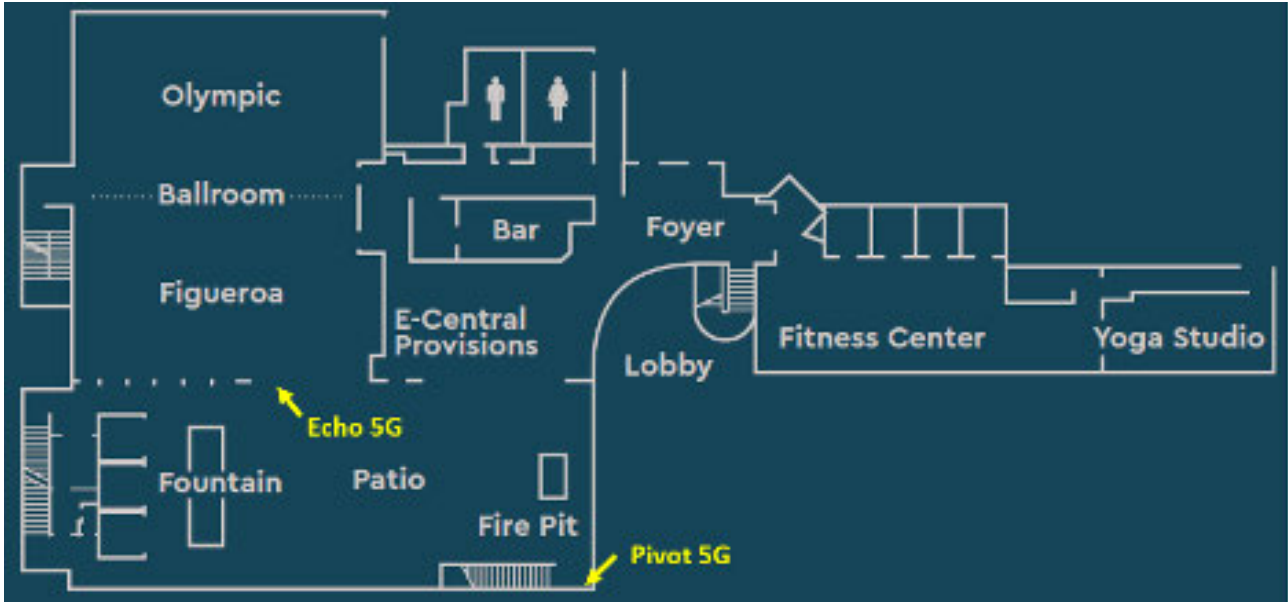 Olympic
Ballroom
Bar
Foyer
Figueroa
E-Central
Provisions
Lobby
Fitness Center
Yoga Studio
Echo 5G
Fountain
Patio
Fire Pit
Pivot 5G